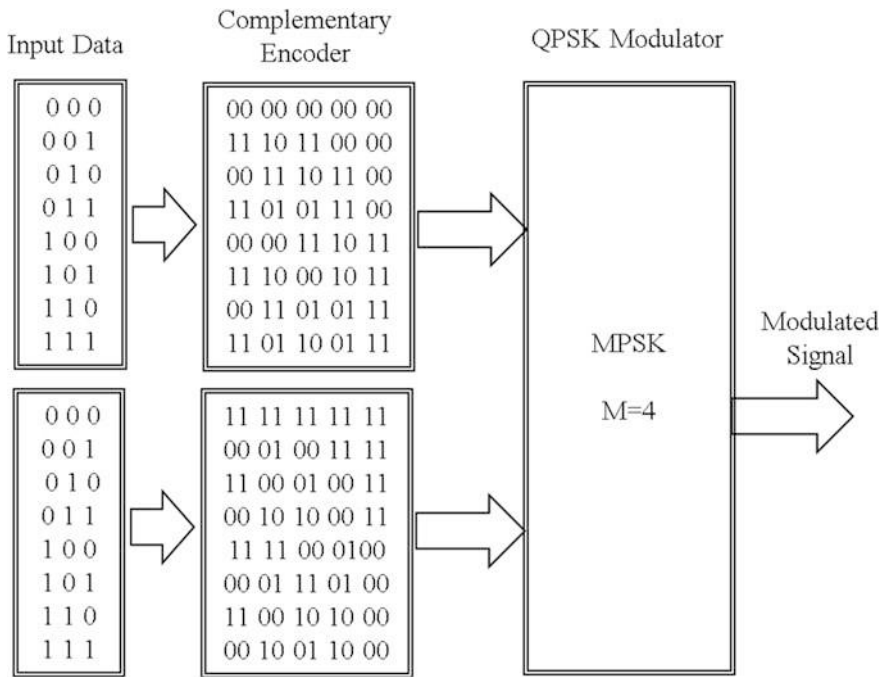 Input Data
Complementary
Encoder
QPSK Modulator
0 0 0
0 0 1
0 1 0
0 1 1
1 0 0
1 0 1
1 1 0
1 1 1
00 00 00 00 00
11 10 11 00 00
00 11 10 11 00
11 01 01 11 00
00 00 11 10 11
11 10 00 10 11
00 11 01 01 11
11 01 10 01 11
0 0 0
0 0 1
0 1 0
0 1 1
1 0 0
1 0 1
1 1 0
1 1 1
11 11 11 11 11
00 01 00 11 11
11 00 01 00 11
00 10 10 00 11
11 11 00 0100
00 01 11 01 00
11 00 10 10 00
00 10 01 10 00
MPSK
M=4
Modulated
Signal